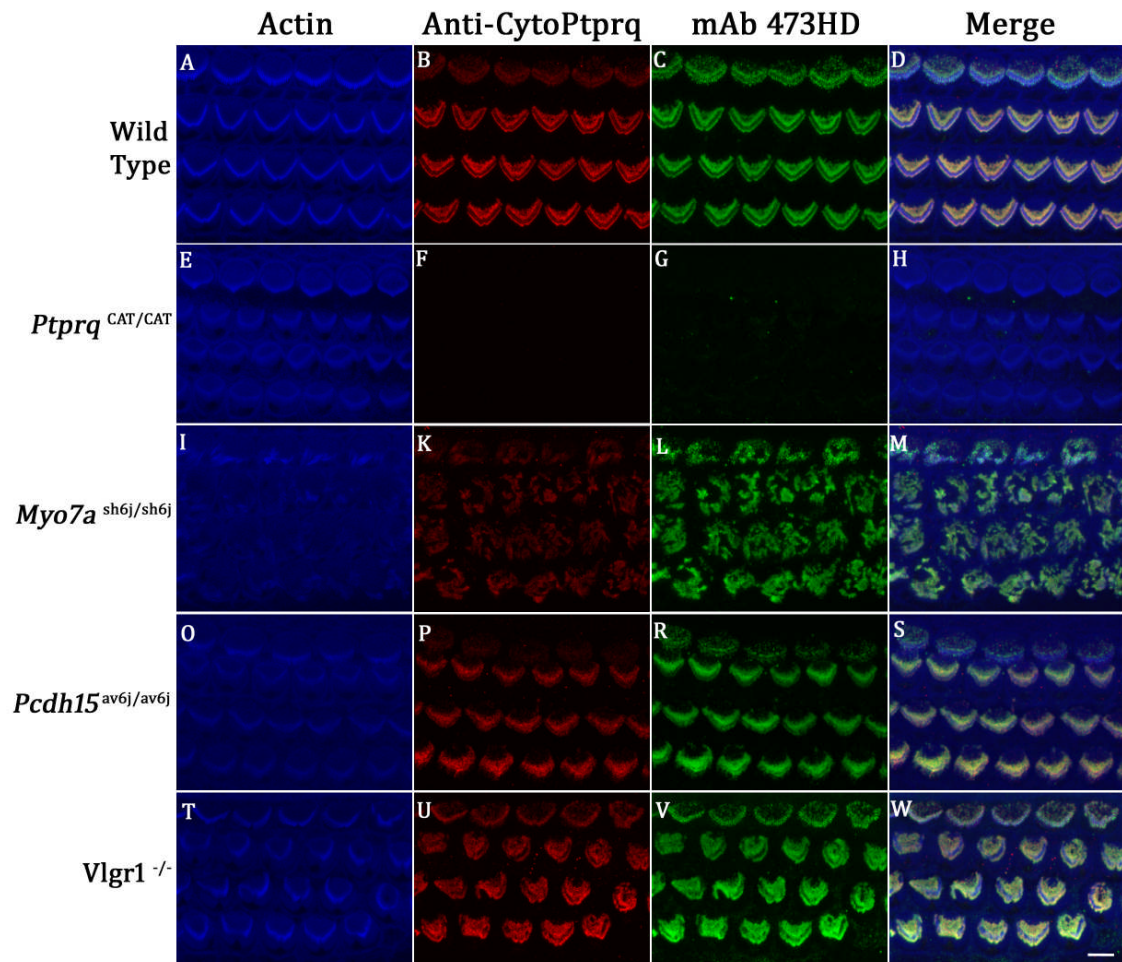 Actin Anti-CytoPtprq mAb 473HD Merge
A B C D
Wild
Type
E F G H
Ptprq CAT/CAT
I K L M
Myo7a sh6j/sh6j
O P R S
Pcdh15 av6j/av6j
T U V W
Vlgr1 -/-